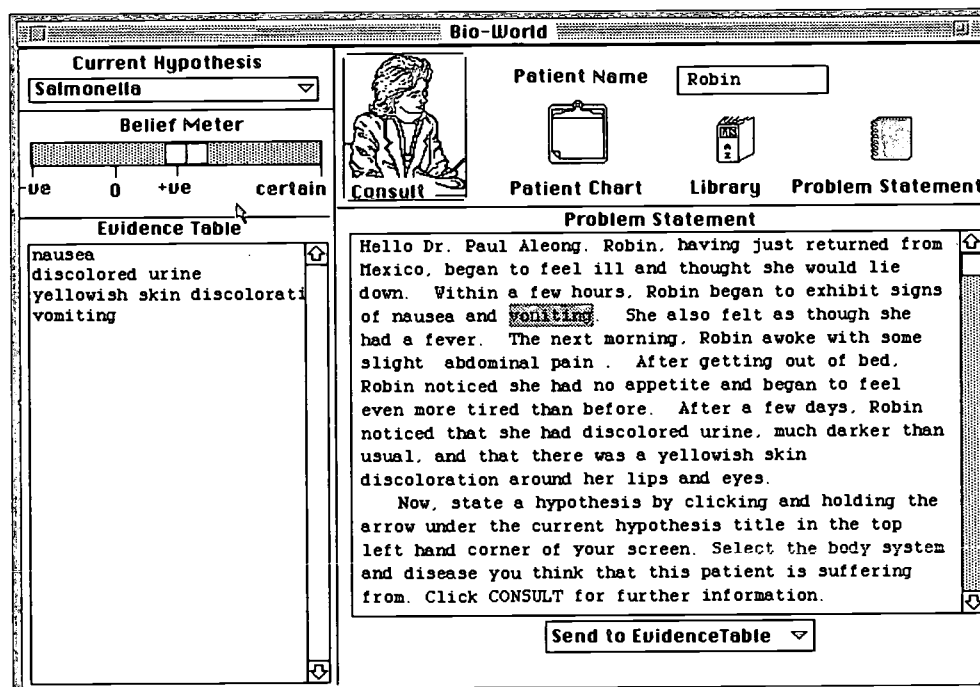 Bio-World
Current Hypothesis
Salmonella
Belief Meter
-ve 0 +ve certain
Evidence Table
nausea
discolored urine
yellowish skin discolorati
vomiting
Consult
Patient Name Robin
Patient Chart Library Problem Statement
Problem Statement
Hello Dr. Paul Aleong. Robin, having just returned from
Mexico, began to feel ill and thought she would lie
down. Within a few hours, Robin began to exhibit signs
of nausea and vomiting. She also felt as though she
had a fever. The next morning, Robin awoke with some
slight abdominal pain . After getting out of bed,
Robin noticed she had no appetite and began to feel
even more tired than before. After a few days, Robin
noticed that she had discolored urine, much darker than
usual, and that there was a yellowish skin
discoloration around her lips and eyes.
Now, state a hypothesis by clicking and holding the
arrow under the current hypothesis title in the top
left hand corner of your screen. Select the body system
and disease you think that this patient is suffering
from. Click CONSULT for further information.
Send to EvidenceTable